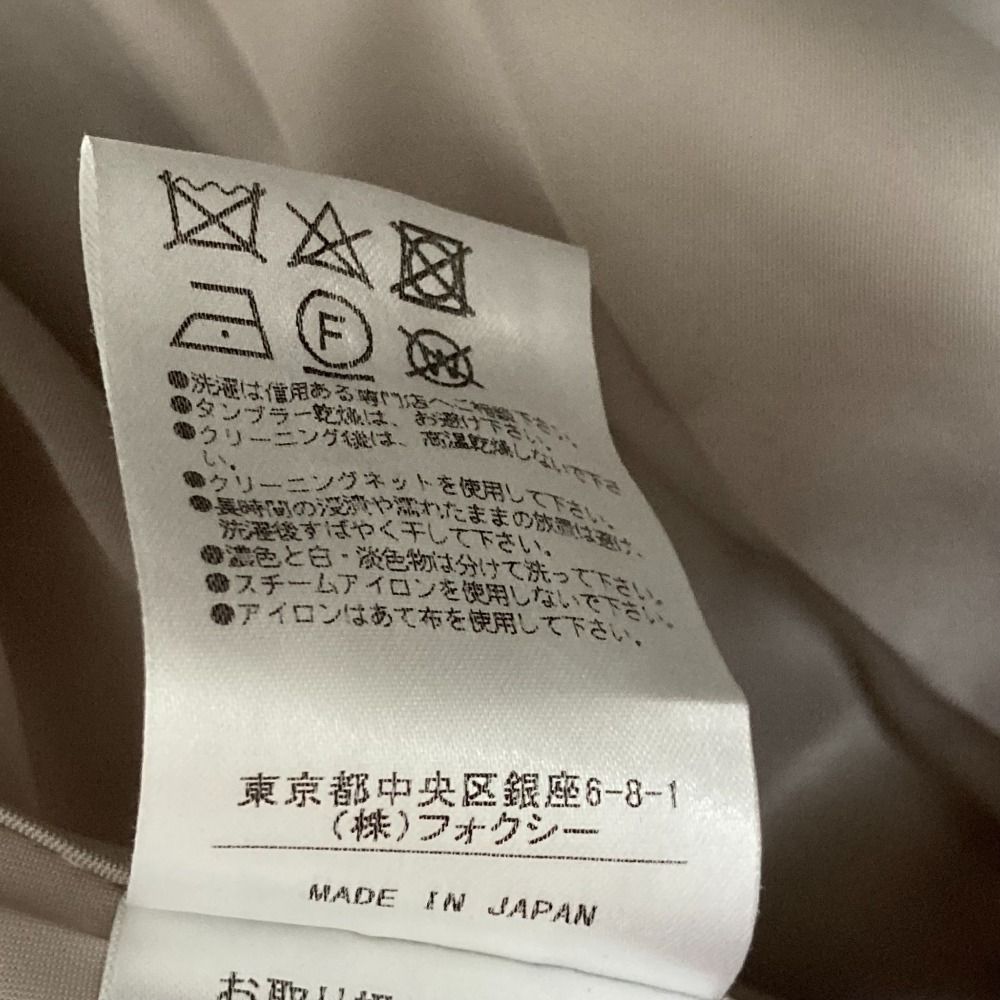 F
W
●洗濯は信用ある専門店へご相談下さい。
●タンブラー乾燥は、お避け下さい。
●クリーニング後は、高温乾燥しないで下さ
い。
●クリーニングネットを使用して下さい。
●長時間の浸漬や濡れたままの放置は避け、
洗濯後すばやく干して下さい。
●濃色と白・淡色物は分けて洗って下さい。
●スチームアイロンを使用しないで下さい。
●アイロンはあて布を使用して下さい。
東京都中央区銀座6-8-1
(株)フォクシー
MADE IN JAPAN
お取り扱